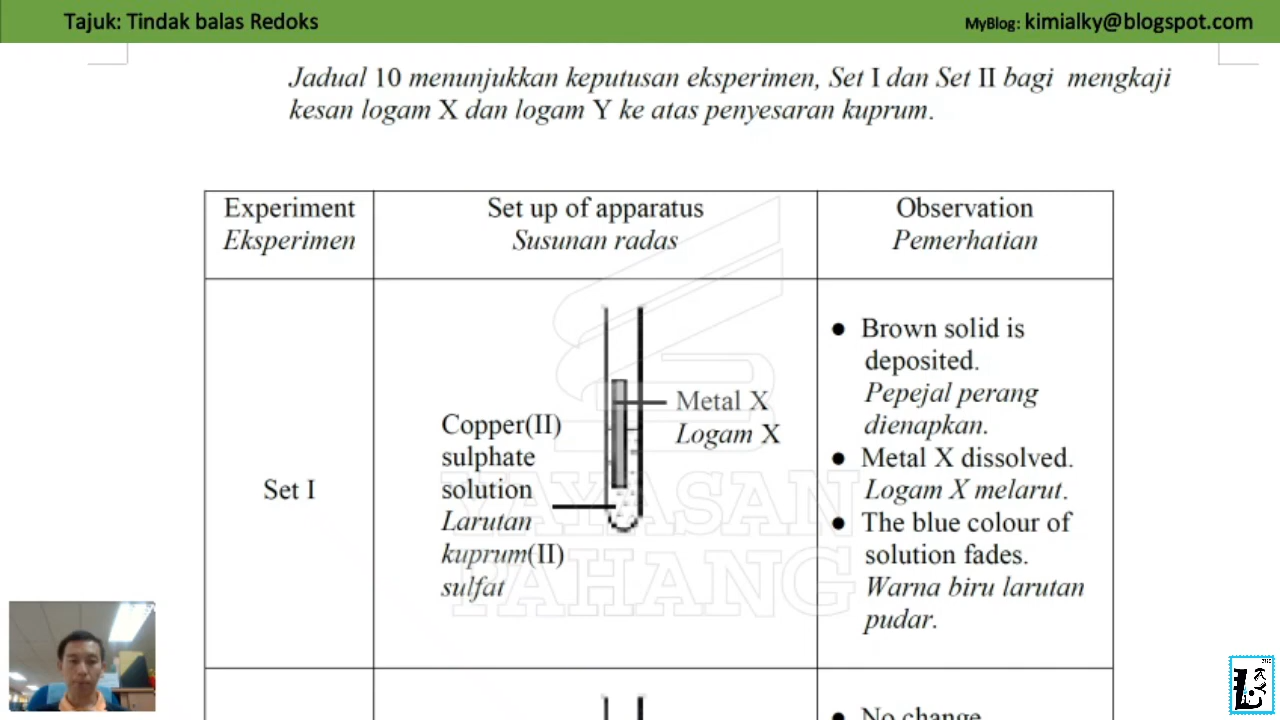 Tajuk: Tindak balas Redoks
MyBlog: kimialky@blogspot.com
Jadual 10 menunjukkan keputusan eksperimen, Set I dan Set II bagi mengkaji
kesan logam X dan logam Y ke atas penyesaran kuprum.
Experiment
Eksperimen
Set up of apparatus
Susunan radas
Observation
Pemerhatian
Set I
Copper(II)
sulphate
solution
Larutan
kuprum(II)
sulfat
Metal X
Logam X
● Brown solid is
deposited.
Pepejal perang
dienapkan.
● Metal X dissolved.
Logam X melarut.
● The blue colour of
solution fades.
Warna biru larutan
pudar.
YAYASAN
PAHANG
● No change